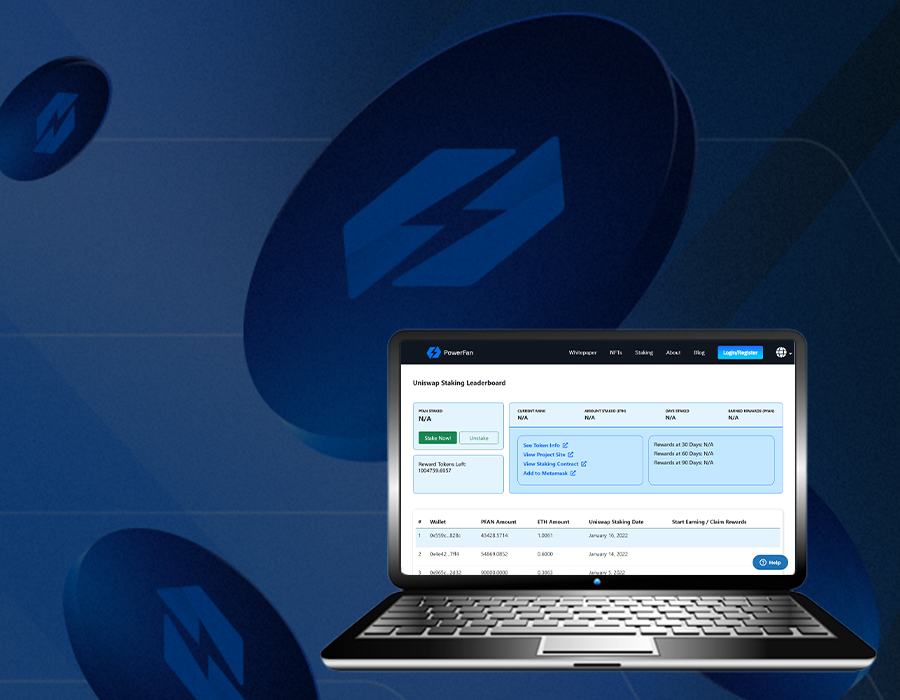 PowerFan
Whitepaper NFTs Staking About Blog Login/Register
Uniswap Staking Leaderboard
PFAN STAKED
N/A
Stake Now! Unstake
Reward Tokens Left:
1004759.6057
CURRENT RANK AMOUNT STAKED (ETH) DAYS STAKED EARNED REWARDS (PFAN)
N/A N/A N/A N/A
See Token Info
View Project Site
View Staking Contract
Add to Metamask
Rewards at 30 Days: N/A
Rewards at 60 Days: N/A
Rewards at 90 Days: N/A
# Wallet PFAN Amount ETH Amount Uniswap Staking Date Start Earning / Claim Rewards
1 43428.5714 1.0061 January 16, 2022
2 54869.0852 0.6000 January 14, 2022
3 90000.0000 0.3063 January 5, 2022
Help